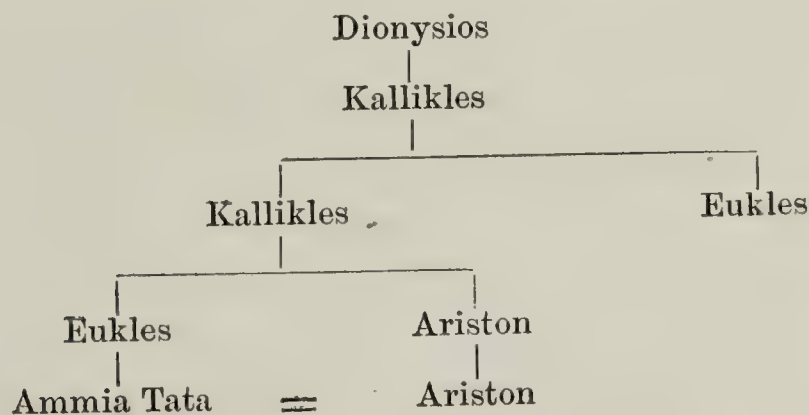 Dionysios
Kallikles
Kallikles Eukles
Eukles Ariston
Ammia Tata = Ariston